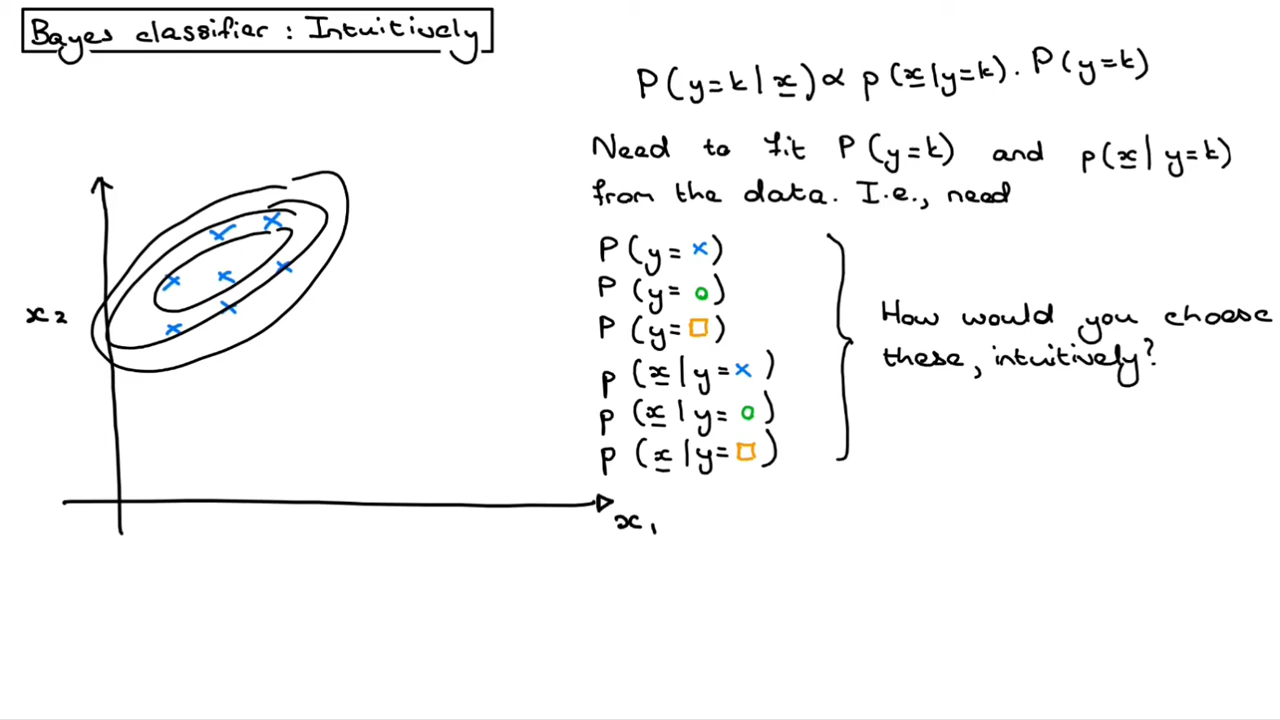 Bayes classifier : Intuitively
P(y=k|x) ∝ p(x|y=k). P(y=k)
Need to fit P(y=k) and p(x|y=k)
from the data. I.e., need
P(y=×)
P(y=o)
P(y=□)
p(x|y=×)
p(x|y=o)
p(x|y=□)
How would you choose
these, intuitively?
x2
x1